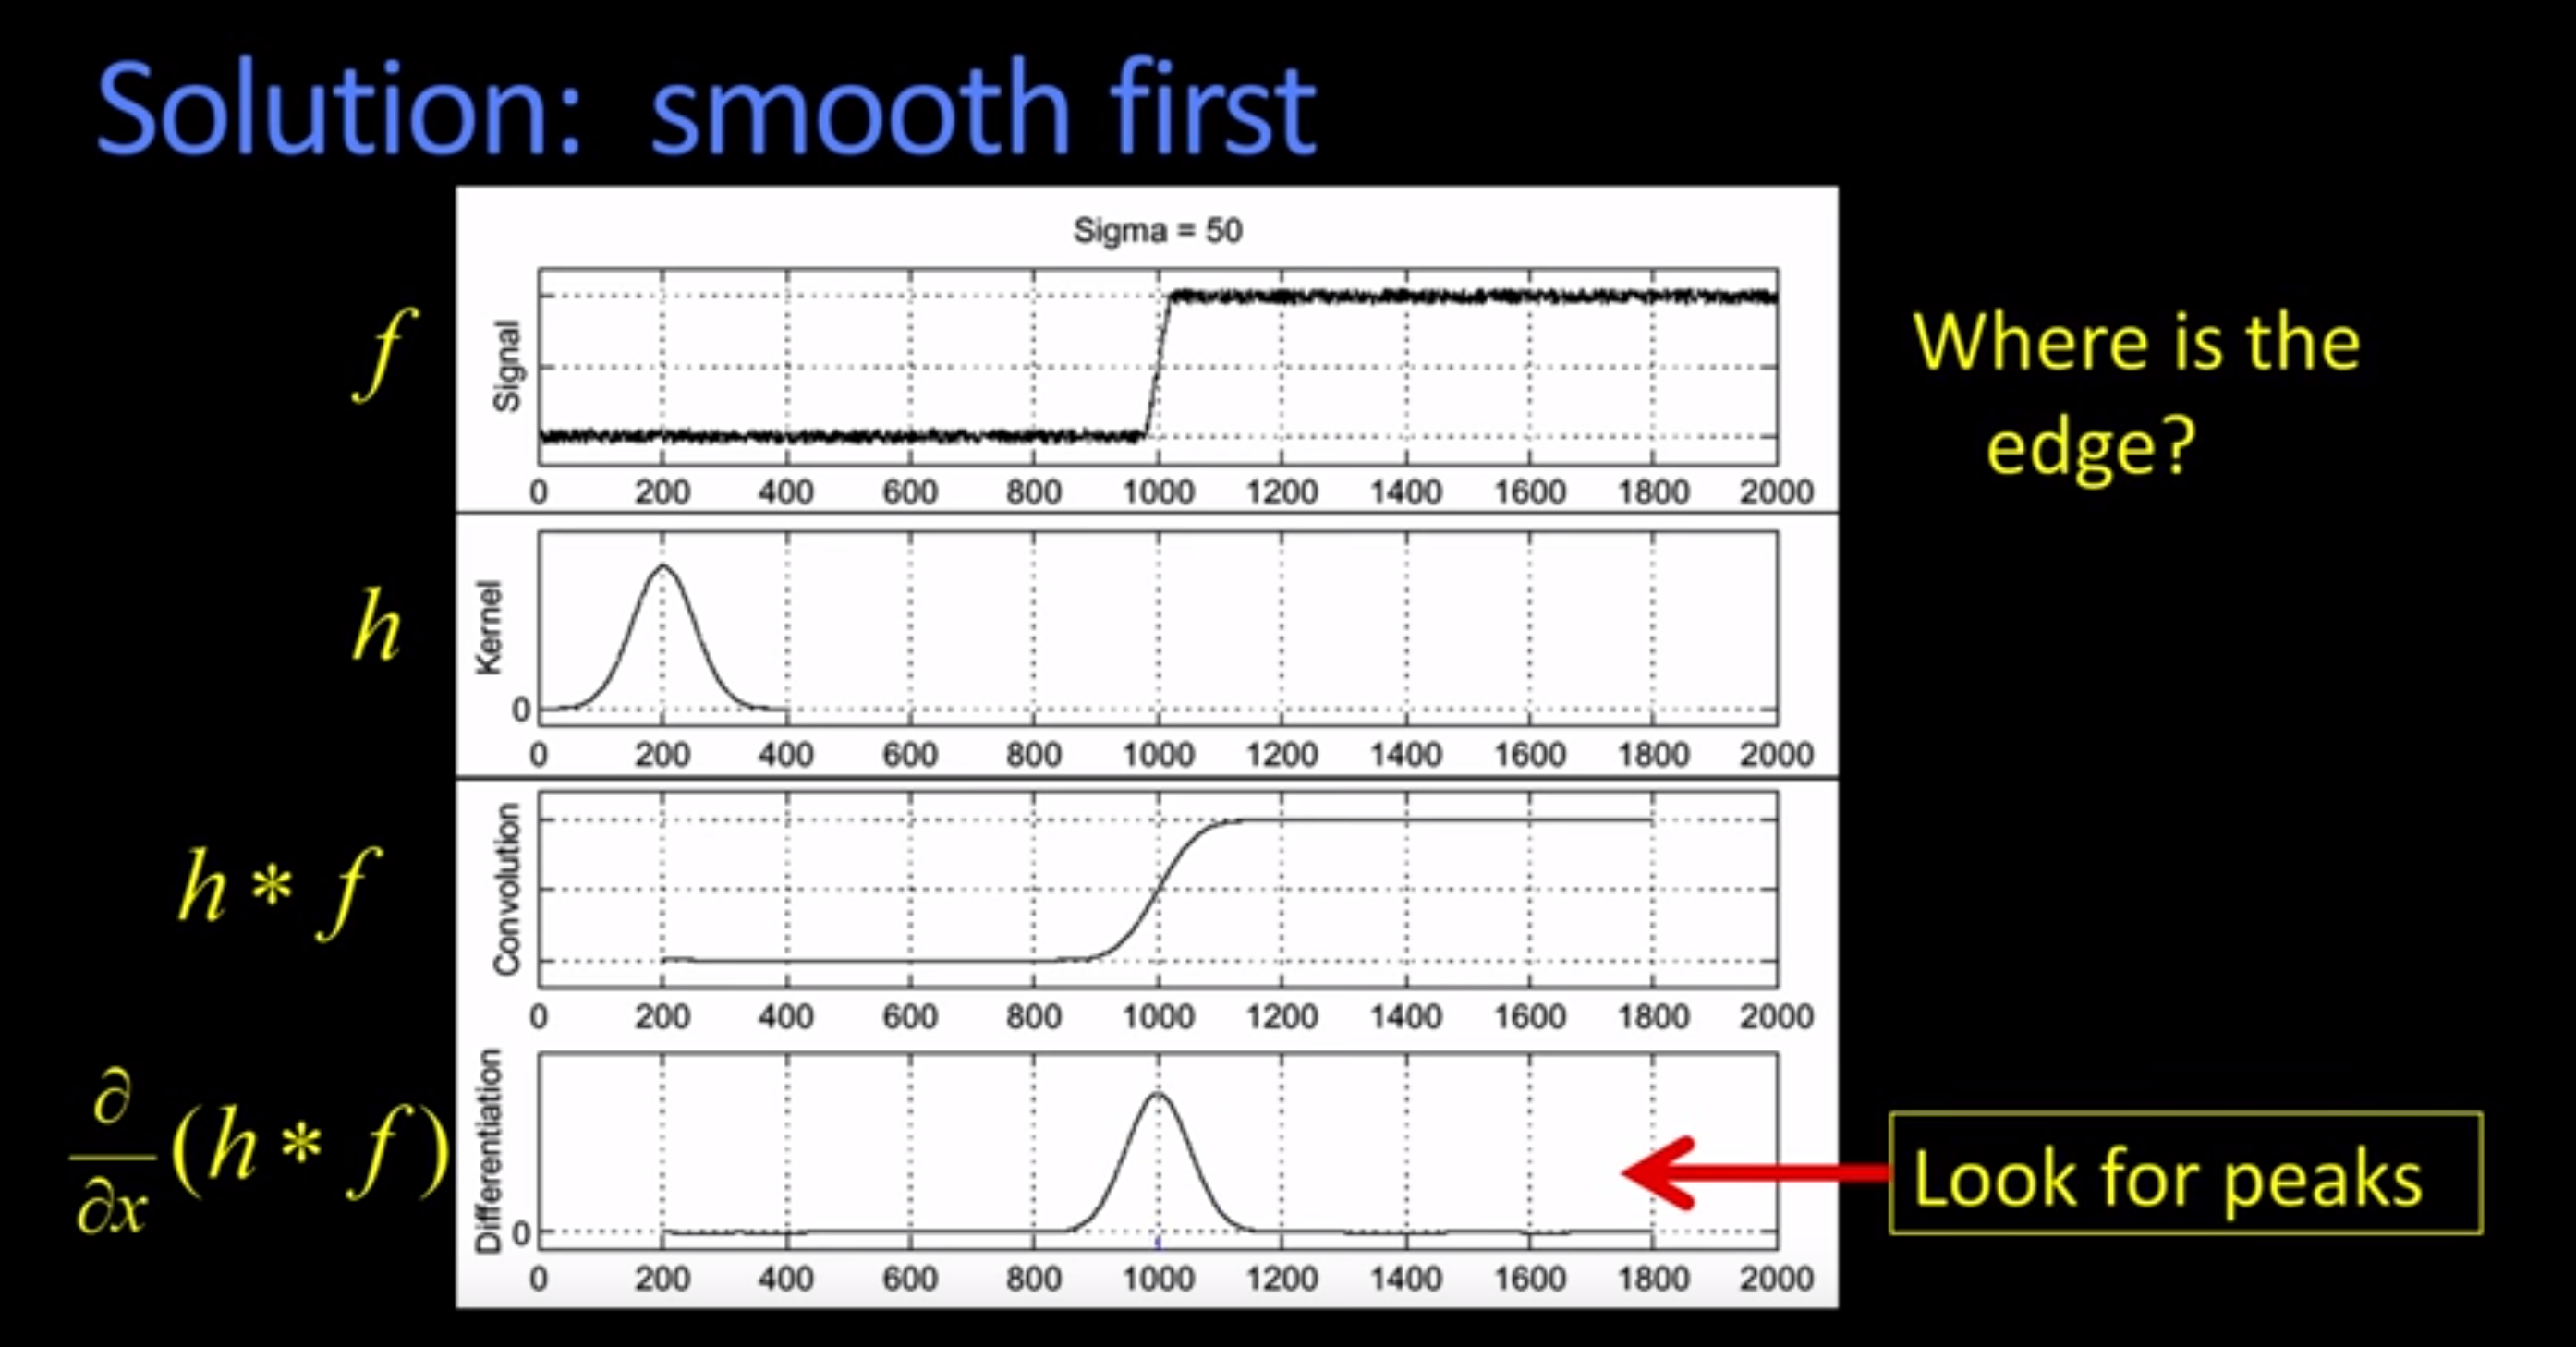 Solution: smooth first
Sigma = 50
f
Signal
0 200 400 600 800 1000 1200 1400 1600 1800 2000
Where is the
edge?
h
Kernel
0
0 200 400 600 800 1000 1200 1400 1600 1800 2000
h * f
Convolution
0 200 400 600 800 1000 1200 1400 1600 1800 2000
∂/∂x (h * f)
Differentiation
0
0 200 400 600 800 1000 1200 1400 1600 1800 2000
Look for peaks